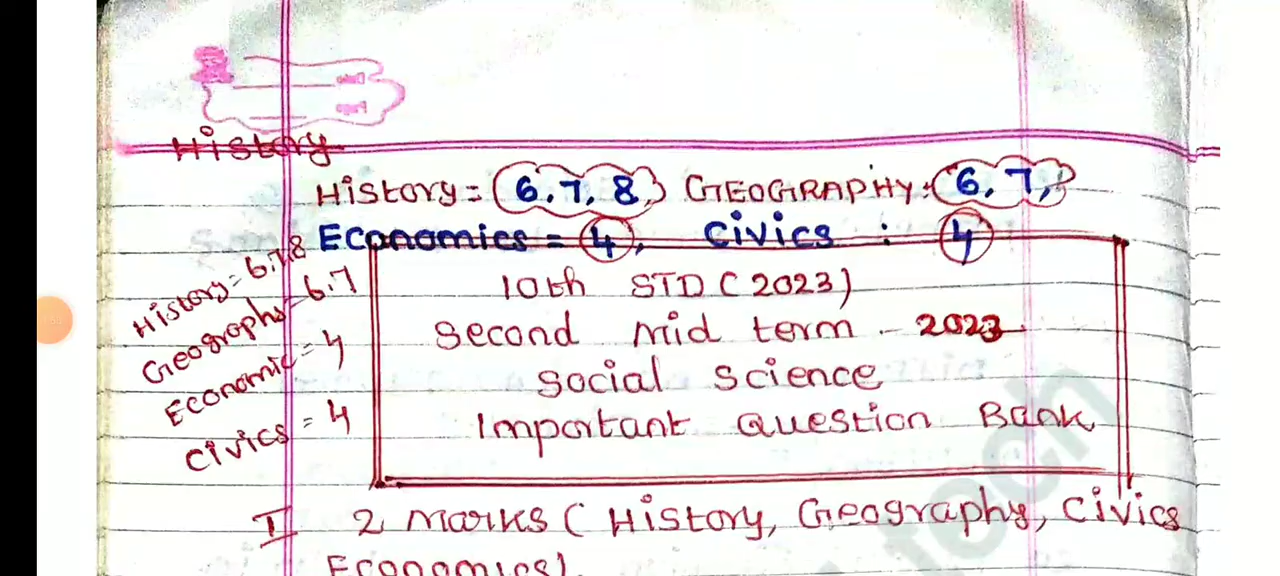 History
History = 6, 7, 8 GEOGRAPHY : 6, 7,
Economics = 4, Civics : 4
History = 6.7.8
Geography = 6.7
Economic = 4
Civics = 4
10th STD (2023)
Second mid term - 2023
Social Science
Important Question Bank
I 2 Marks (History, Geography, Civics
Economics).